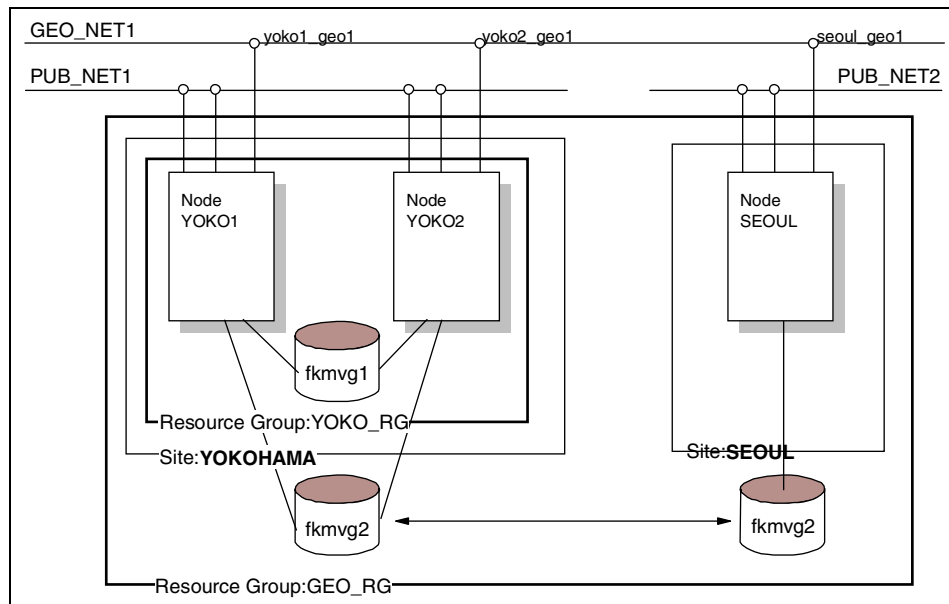 GEO_NET1
yoko1_geo1
yoko2_geo1
seoul_geo1
PUB_NET1
PUB_NET2
Node
YOKO1
Node
YOKO2
Node
SEOUL
fkmvg1
Resource Group:YOKO_RG
Site:YOKOHAMA
Site:SEOUL
fkmvg2
fkmvg2
Resource Group:GEO_RG